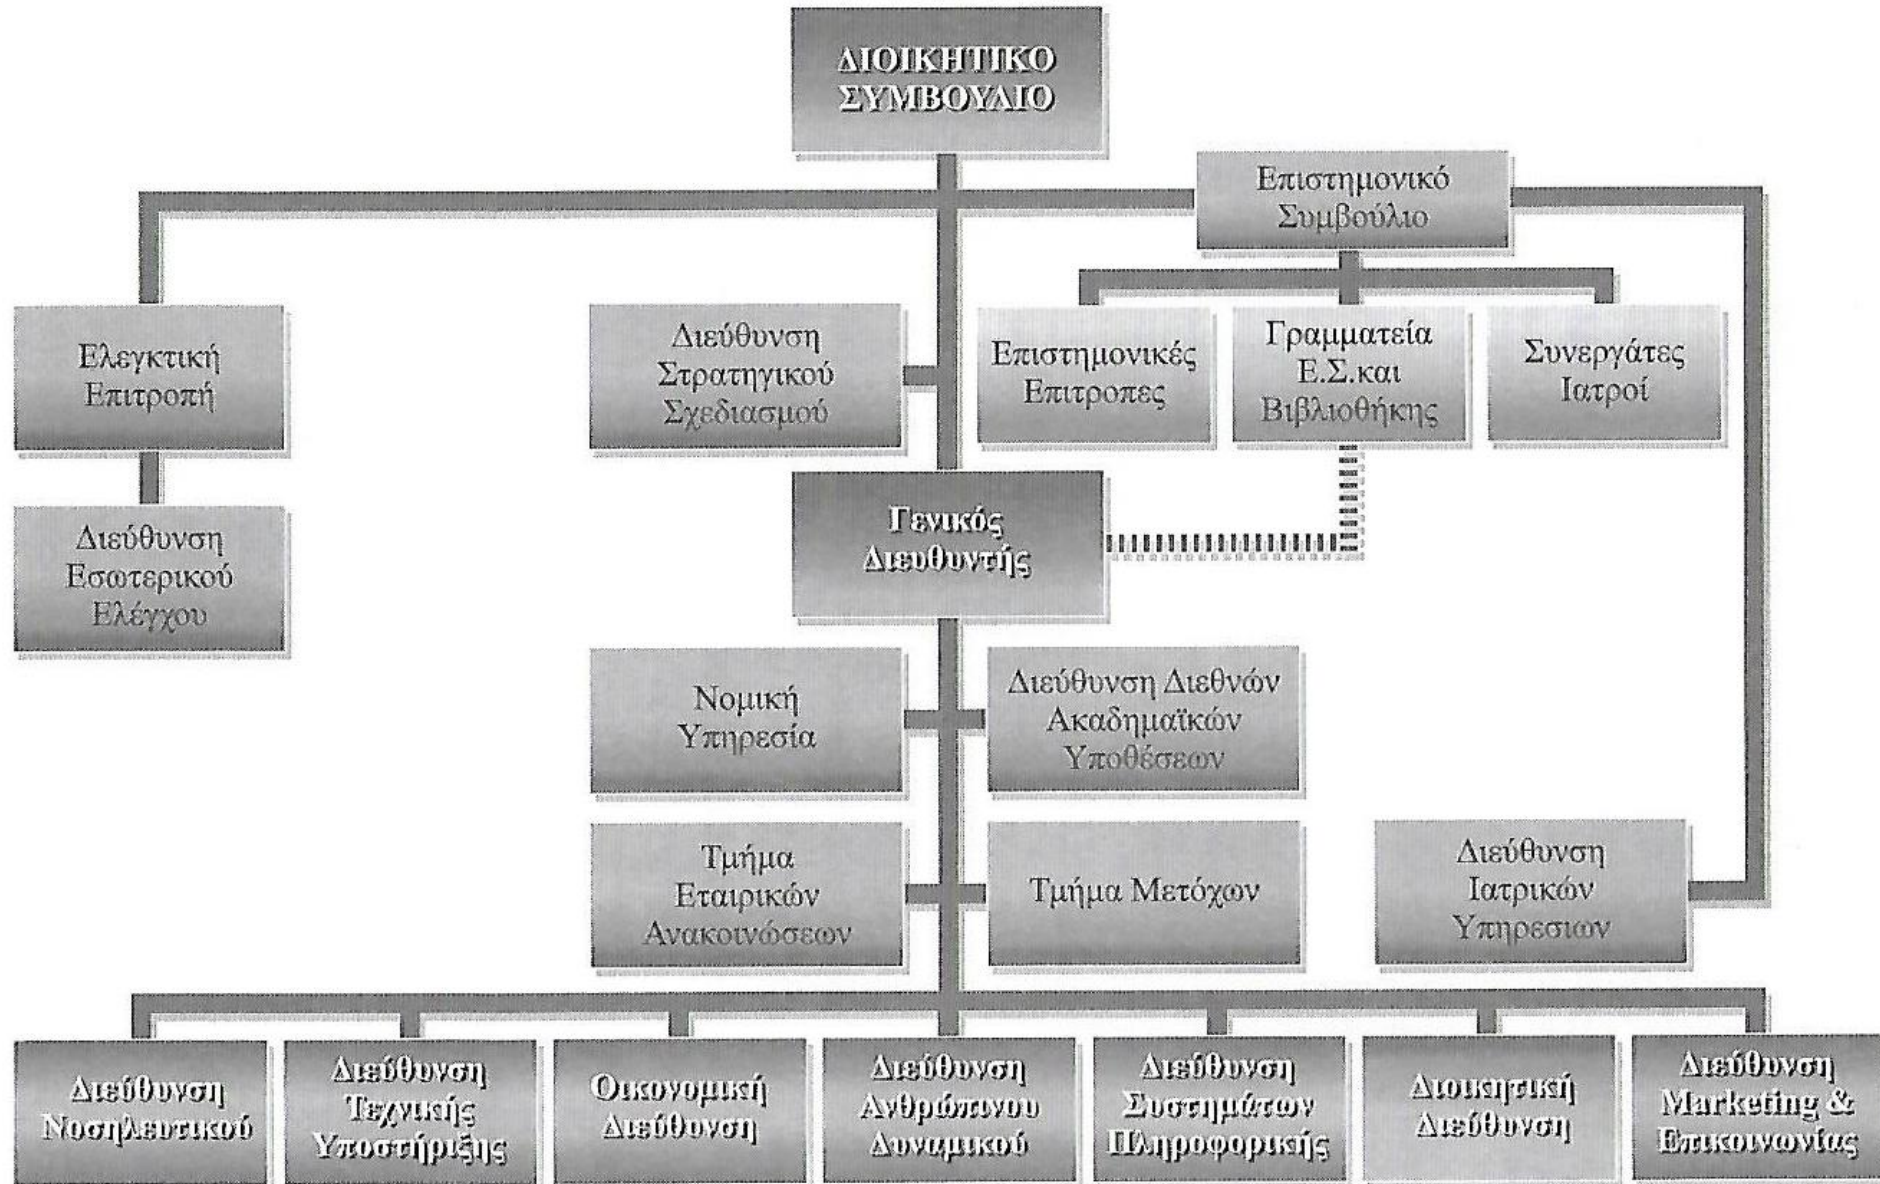 ΔΙΟΙΚΗΤΙΚΟ
ΣΥΜΒΟΥΛΙΟ
Επιστημονικό
Συμβούλιο
Ελεγκτική
Επιτροπή
Διεύθυνση
Στρατηγικού
Σχεδιασμού
Επιστημονικές
Επιτροπες
Γραμματεία
Ε.Σ.και
Βιβλιοθήκης
Συνεργάτες
Ιατροί
Διεύθυνση
Εσωτερικού
Ελέγχου
Γενικός
Διευθυντής
Νομική
Υπηρεσία
Διεύθυνση Διεθνών
Ακαδημαϊκών
Υποθέσεων
Τμήμα
Εταιρικών
Ανακοινώσεων
Τμήμα Μετόχων
Διεύθυνση
Ιατρικών
Υπηρεσιων
Διεύθυνση
Νοσηλευτικού
Διεύθυνση
Τεχνικής
Υποστήριξης
Οικονομική
Διεύθυνση
Διεύθυνση
Ανθρώπινου
Δυναμικού
Διεύθυνση
Συστημάτων
Πληροφορικής
Διοικητική
Διεύθυνση
Διεύθυνση
Marketing &
Επικοινωνίας